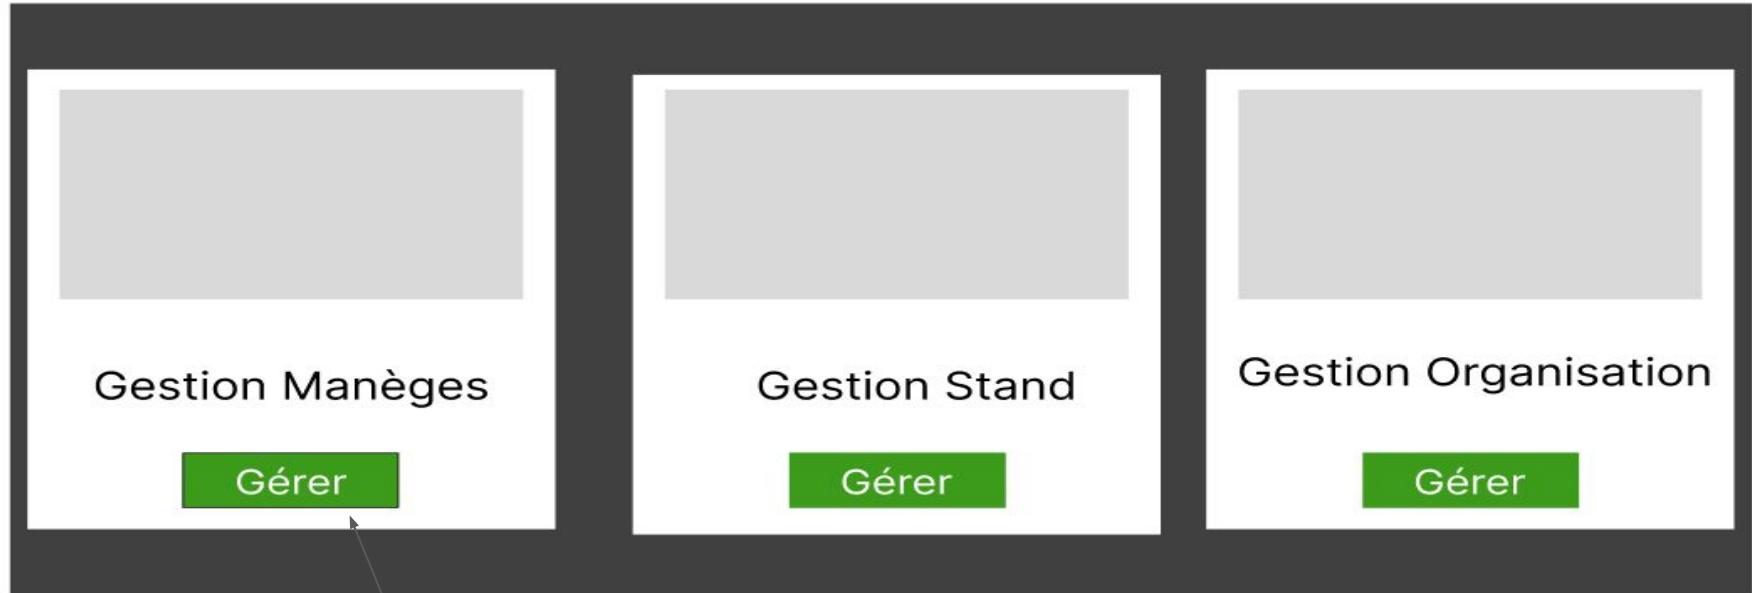 Gestion Manèges
Gérer
Gestion Stand
Gérer
Gestion Organisation
Gérer